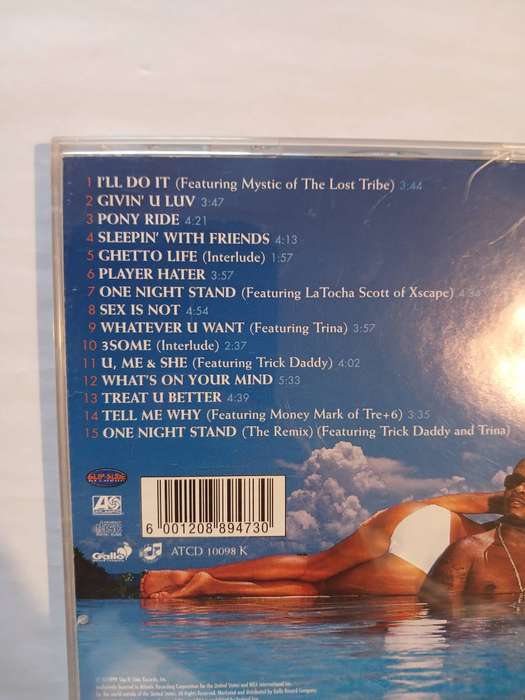 1 I'LL DO IT (Featuring Mystic of The Lost Tribe) 3:44
2 GIVIN' U LUV 3:47
3 PONY RIDE 4:21
4 SLEEPIN' WITH FRIENDS 4:13
5 GHETTO LIFE (Interlude) 1:57
6 PLAYER HATER 3:57
7 ONE NIGHT STAND (Featuring LaTocha Scott of Xscape)
8 SEX IS NOT 4:54
9 WHATEVER U WANT (Featuring Trina) 3:57
10 3SOME (Interlude) 2:37
11 U, ME & SHE (Featuring Trick Daddy) 4:02
12 WHAT'S ON YOUR MIND 5:33
13 TREAT U BETTER 4:39
14 TELL ME WHY (Featuring Money Mark of Tre+6) 3:35
15 ONE NIGHT STAND (The Remix) (Featuring Trick Daddy and Trina)
SLIP-N-SLIDE RECORDS
6 001208 894730
Gallo
ATCD 10098 K